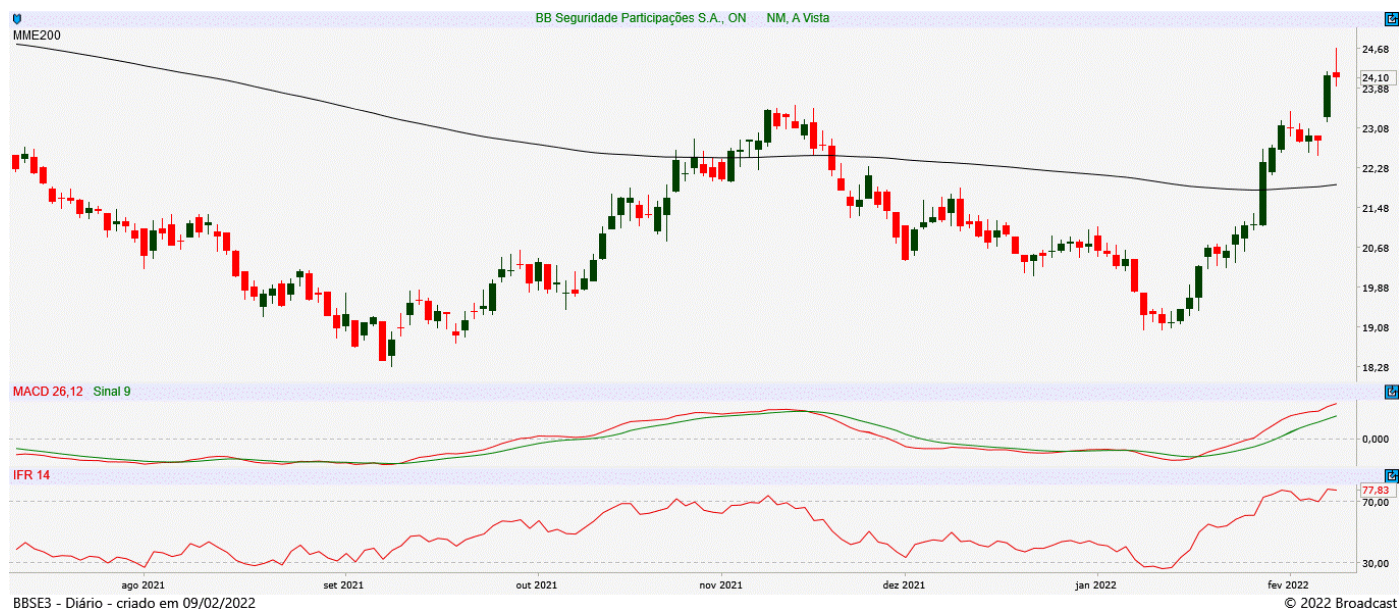 BB Seguridade Participações S.A., ON NM, A Vista
MME200
24,68
24,10
23,88
23,08
22,28
21,48
20,68
19,88
19,08
18,28
MACD 26,12 Sinal 9
0,000
IFR 14
77,83
70,00
30,00
ago 2021 set 2021 out 2021 nov 2021 dez 2021 jan 2022 fev 2022
BBSE3 - Diário - criado em 09/02/2022 © 2022 Broadcast